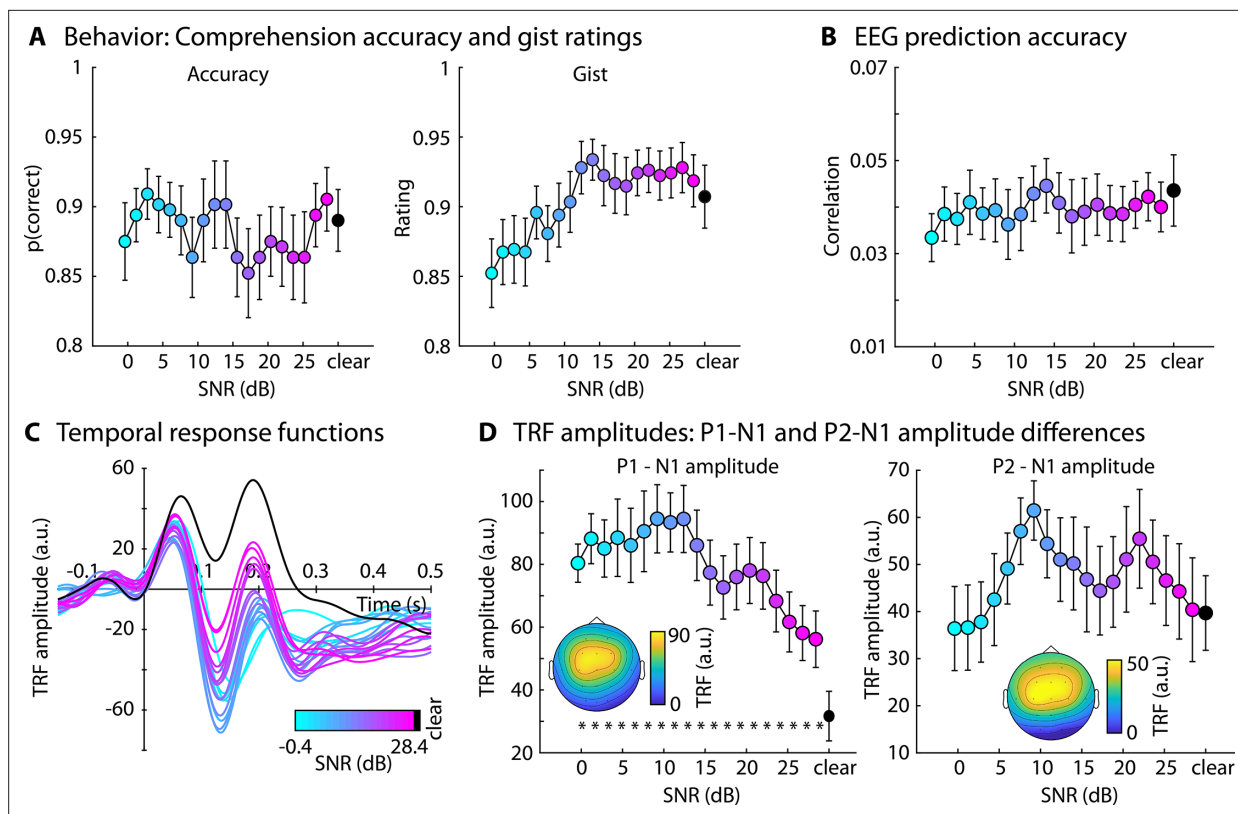 A Behavior: Comprehension accuracy and gist ratings
Accuracy
p(correct)
1
0.95
0.9
0.85
0.8
0 5 10 15 20 25 clear
SNR (dB)
Gist
Rating
1
0.95
0.9
0.85
0.8
0 5 10 15 20 25 clear
SNR (dB)
B EEG prediction accuracy
Correlation
0.07
0.05
0.03
0.01
0 5 10 15 20 25 clear
SNR (dB)
C Temporal response functions
TRF amplitude (a.u.)
60
20
-20
-60
-0.1 0.1 0.2 0.3 0.4 0.5
Time (s)
clear
-0.4 28.4
SNR (dB)
D TRF amplitudes: P1-N1 and P2-N1 amplitude differences
P1 - N1 amplitude
TRF amplitude (a.u.)
100
80
60
40
20
90
0
TRF (a.u.)
* * * * * * * * * * * * * * * * * * *
0 5 10 15 20 25 clear
SNR (dB)
P2 - N1 amplitude
TRF amplitude (a.u.)
70
60
50
40
30
10
50
0
TRF (a.u.)
0 5 10 15 20 25 clear
SNR (dB)